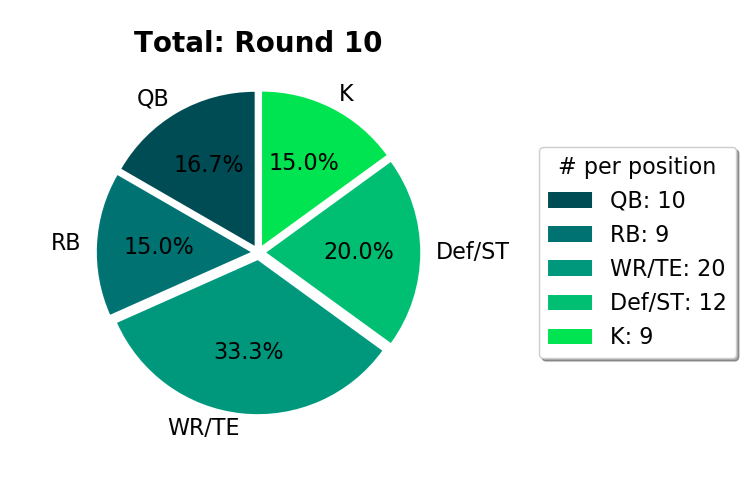 Total: Round 10
QB
K
16.7%
15.0%
# per position
QB: 10
RB: 9
WR/TE: 20
Def/ST: 12
K: 9
RB
15.0%
20.0%
Def/ST
33.3%
WR/TE